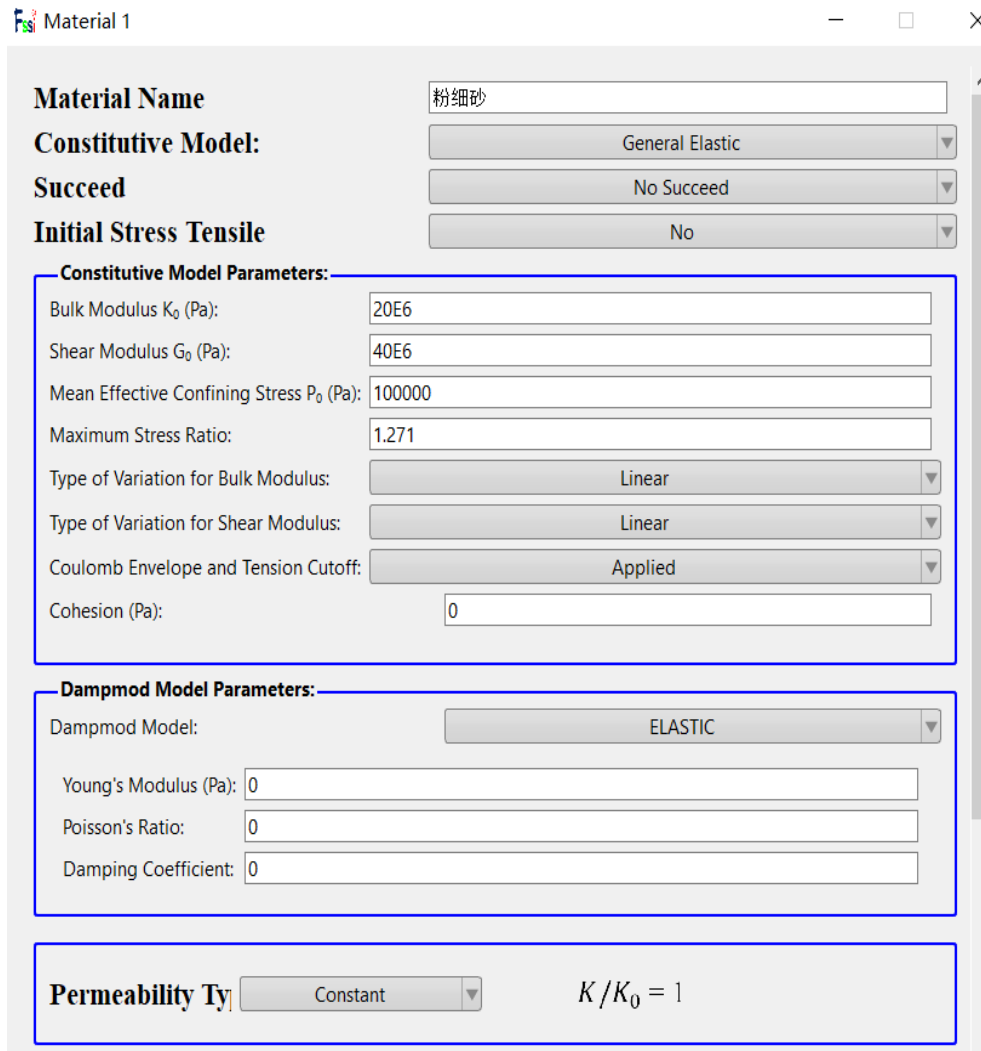 Fssi Material 1
Material Name 粉细砂
Constitutive Model: General Elastic
Succeed No Succeed
Initial Stress Tensile No
Constitutive Model Parameters:
Bulk Modulus K₀ (Pa): 20E6
Shear Modulus G₀ (Pa): 40E6
Mean Effective Confining Stress P₀ (Pa): 100000
Maximum Stress Ratio: 1.271
Type of Variation for Bulk Modulus: Linear
Type of Variation for Shear Modulus: Linear
Coulomb Envelope and Tension Cutoff: Applied
Cohesion (Pa): 0
Dampmod Model Parameters:
Dampmod Model: ELASTIC
Young's Modulus (Pa): 0
Poisson's Ratio: 0
Damping Coefficient: 0
Permeability Ty Constant K/K₀ = 1